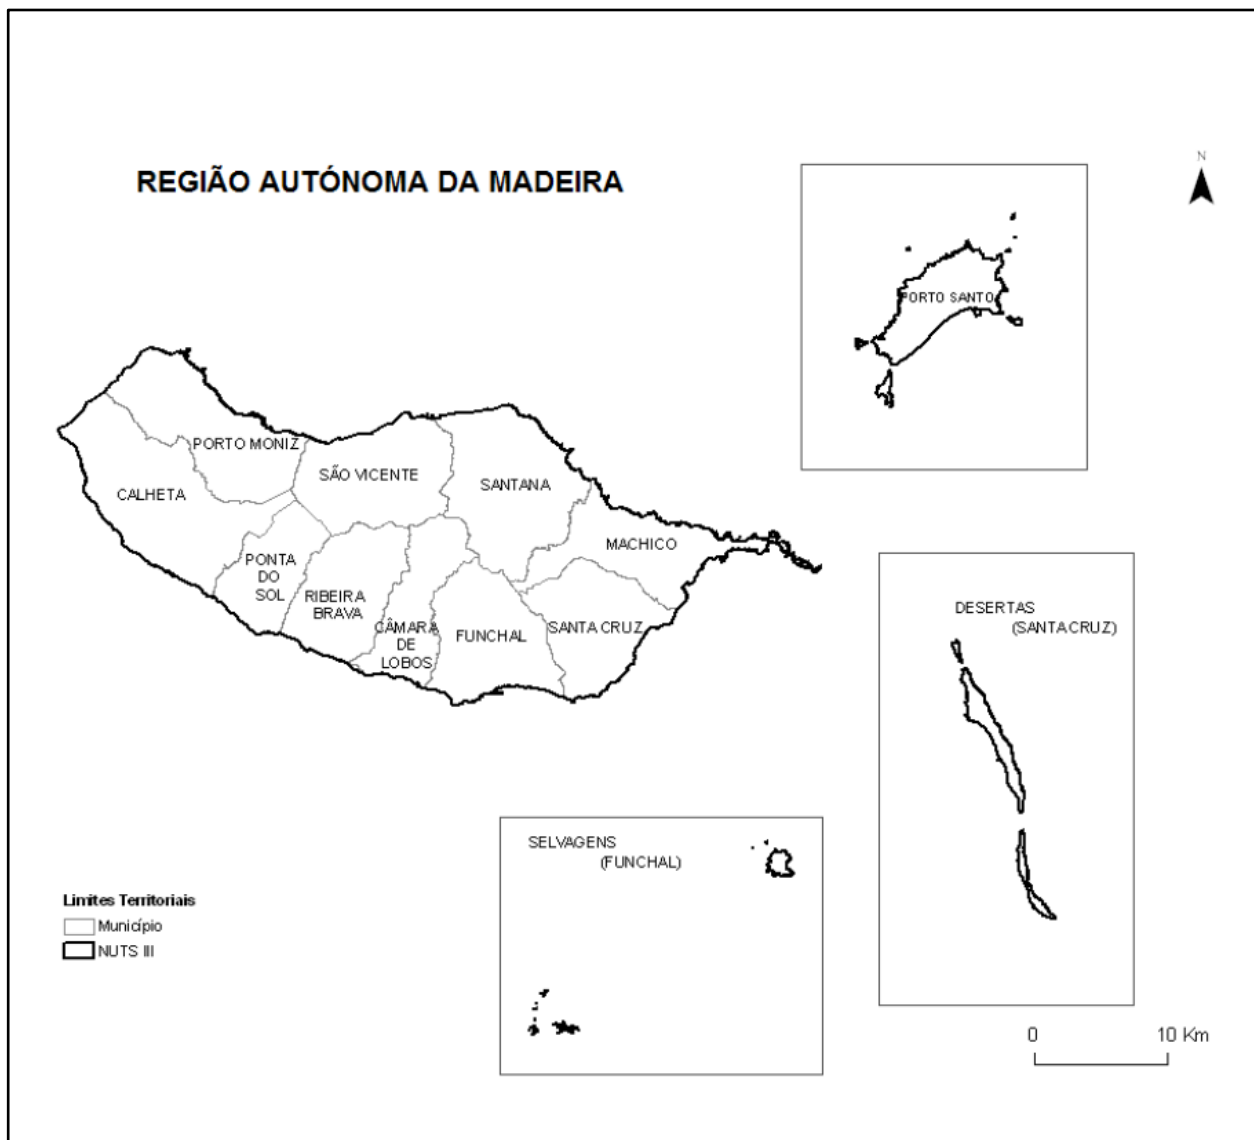 N
REGIÃO AUTÓNOMA DA MADEIRA
PORTO SANTO
PORTO MONIZ
SÃO VICENTE
SANTANA
CALHETA
MACHICO
PONTA
DO
SOL
RIBEIRA
BRAVA
CÂMARA
DE
LOBOS
FUNCHAL
SANTA CRUZ
DESERTAS
(SANTA CRUZ)
SELVAGENS
(FUNCHAL)
Limites Territoriais
Município
NUTS III
0 10 Km